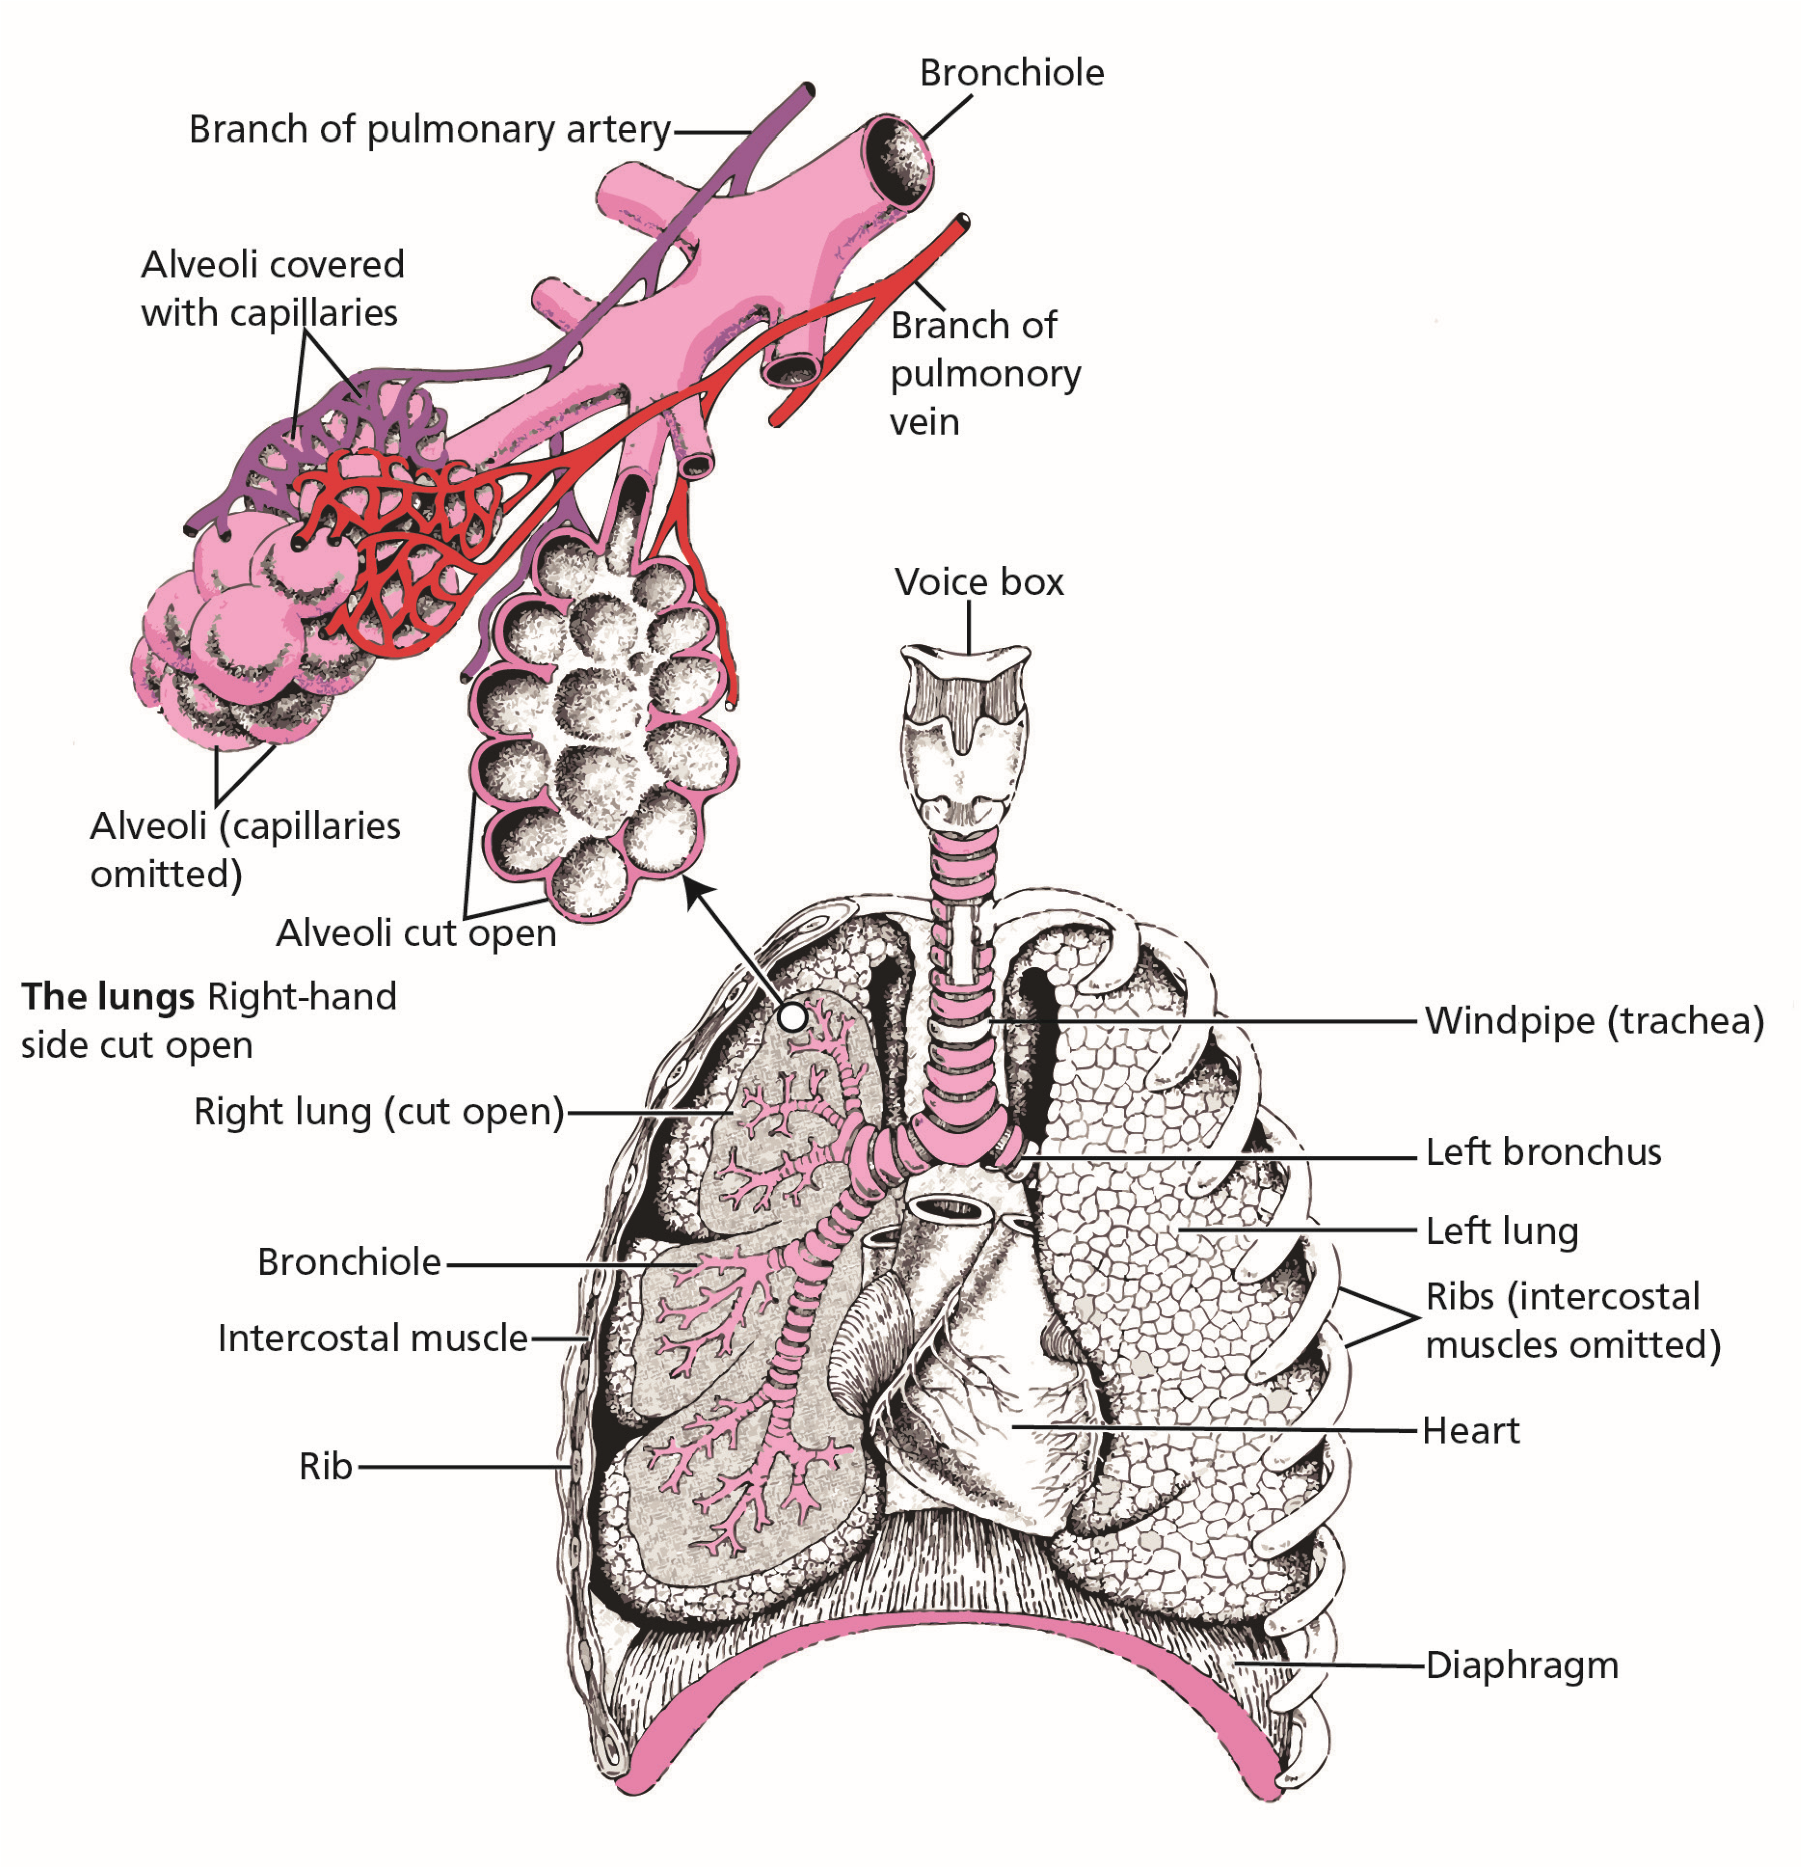 Bronchiole
Branch of pulmonary artery
Alveoli covered
with capillaries
Branch of
pulmonory
vein
Voice box
Alveoli (capillaries
omitted)
Alveoli cut open
The lungs Right-hand
side cut open
Windpipe (trachea)
Right lung (cut open)
Left bronchus
Left lung
Bronchiole
Ribs (intercostal
muscles omitted)
Intercostal muscle
Heart
Rib
Diaphragm